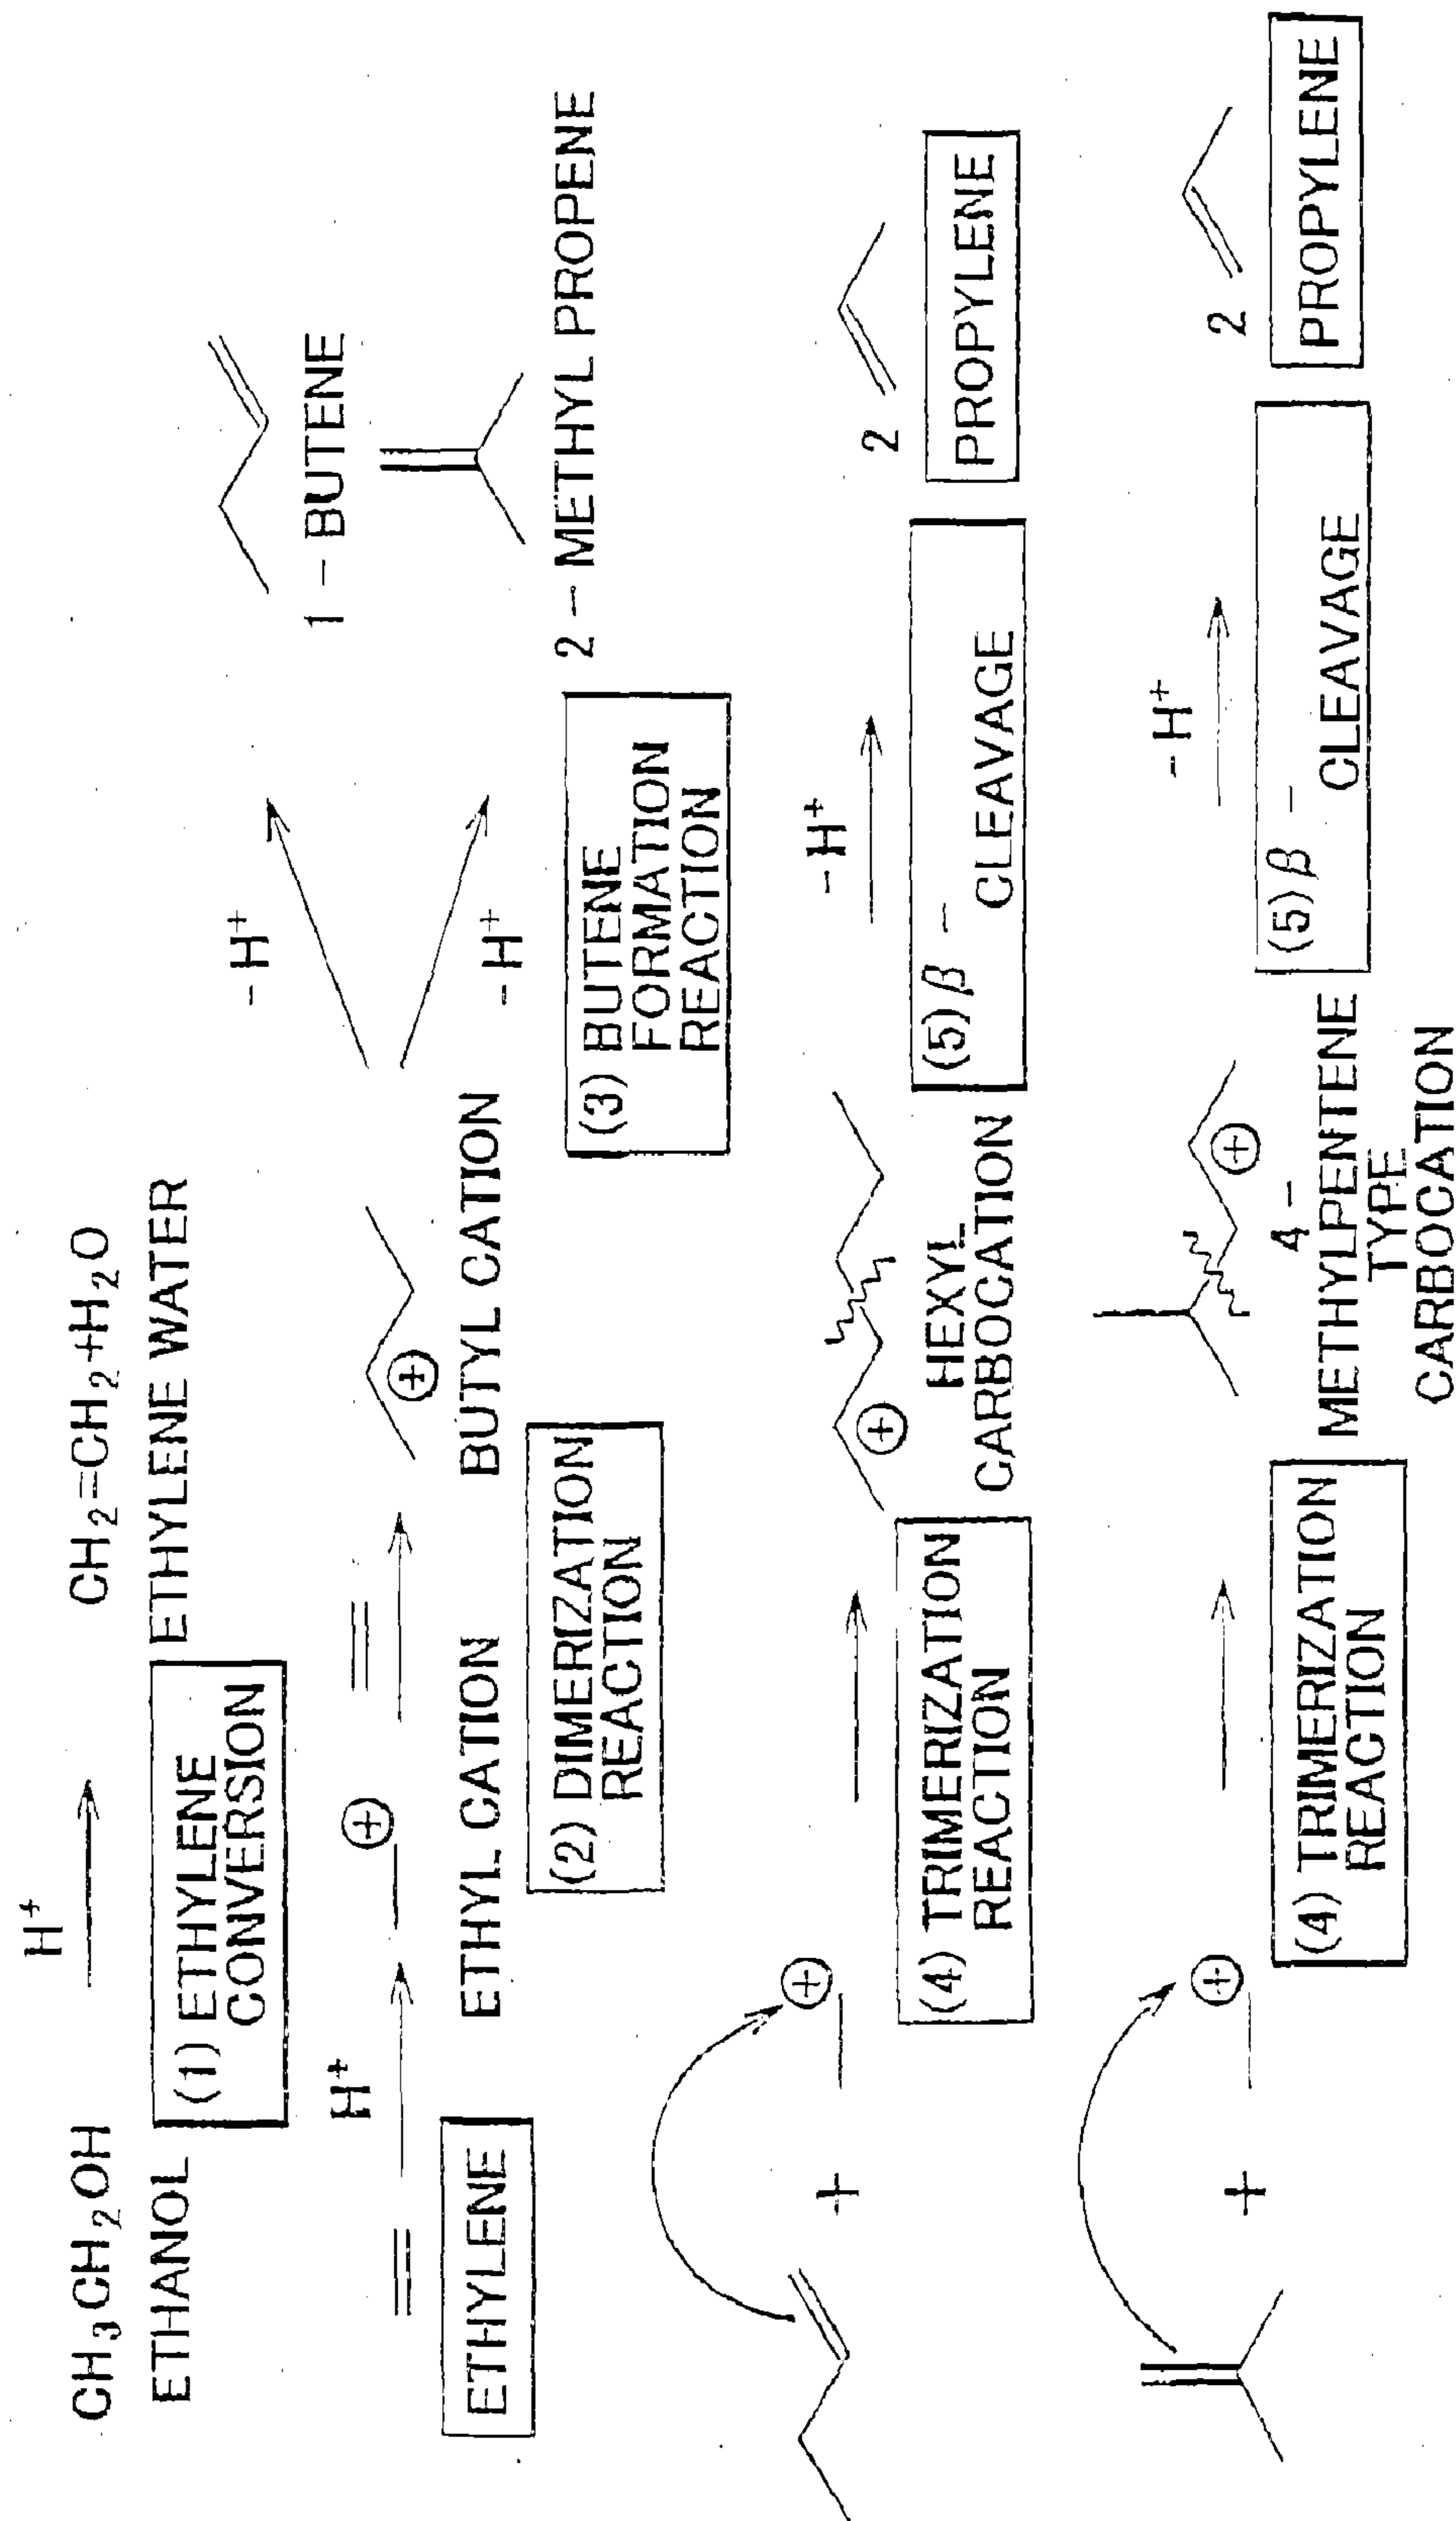 H⁺
CH₃CH₂OH
CH₂=CH₂+H₂O
ETHANOL
(1) ETHYLENE
CONVERSION
ETHYLENE WATER
H⁺
⊕
=
-H⁺
1-BUTENE
ETHYLENE
ETHYL CATION
⊕
BUTYL CATION
-H⁺
2-METHYL PROPENE
(2) DIMERIZATION
REACTION
(3) BUTENE
FORMATION
REACTION
+
⊕
⊕
-H⁺
2
(4) TRIMERIZATION
REACTION
HEXYL
CARBOCATION
(5) β -
CLEAVAGE
PROPYLENE
+
⊕
⊕
-H⁺
2
(4) TRIMERIZATION
REACTION
4-
METHYLPENTENE
TYPE
CARBOCATION
(5) β -
CLEAVAGE
PROPYLENE